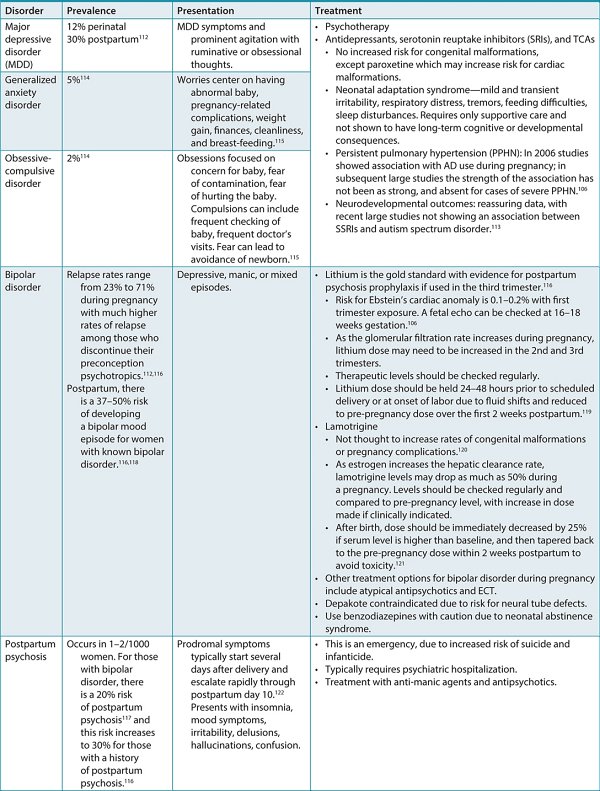 Disorder
Prevalence
Presentation
Treatment
Major
depressive
disorder
(MDD)
12% perinatal
30% postpartum112
MDD symptoms and
prominent agitation with
ruminative or obsessional
thoughts.
• Psychotherapy
• Antidepressants, serotonin reuptake inhibitors (SRIs), and TCAs
• No increased risk for congenital malformations,
except paroxetine which may increase risk for cardiac
malformations.
• Neonatal adaptation syndrome—mild and transient
irritability, respiratory distress, tremors, feeding difficulties,
sleep disturbances. Requires only supportive care and
not shown to have long-term cognitive or developmental
consequences.
• Persistent pulmonary hypertension (PPHN): In 2006 studies
showed association with AD use during pregnancy; in
subsequent large studies the strength of the association has
not been as strong, and absent for cases of severe PPHN.106
• Neurodevelopmental outcomes: reassuring data, with
recent large studies not showing an association between
SSRIs and autism spectrum disorder.113
Generalized
anxiety
disorder
5%114
Worries center on having
abnormal baby,
pregnancy-related
complications, weight
gain, finances, cleanliness,
and breast-feeding.115
Obsessive-
compulsive
disorder
2%114
Obsessions focused on
concern for baby, fear
of contamination, fear
of hurting the baby.
Compulsions can include
frequent checking of
baby, frequent doctor's
visits. Fear can lead to
avoidance of newborn.115
Bipolar
disorder
Relapse rates range
from 23% to 71%
during pregnancy
with much higher
rates of relapse
among those who
discontinue their
preconception
psychotropics.112,116
Postpartum, there
is a 37–50% risk
of developing
a bipolar mood
episode for women
with known bipolar
disorder.116,118
Depressive, manic, or mixed
episodes.
• Lithium is the gold standard with evidence for postpartum
psychosis prophylaxis if used in the third trimester.116
• Risk for Ebstein's cardiac anomaly is 0.1–0.2% with first
trimester exposure. A fetal echo can be checked at 16–18
weeks gestation.106
• As the glomerular filtration rate increases during pregnancy,
lithium dose may need to be increased in the 2nd and 3rd
trimesters.
• Therapeutic levels should be checked regularly.
• Lithium dose should be held 24–48 hours prior to scheduled
delivery or at onset of labor due to fluid shifts and reduced
to pre-pregnancy dose over the first 2 weeks postpartum.119
• Lamotrigine
• Not thought to increase rates of congenital malformations
or pregnancy complications.120
• As estrogen increases the hepatic clearance rate,
lamotrigine levels may drop as much as 50% during
a pregnancy. Levels should be checked regularly and
compared to pre-pregnancy level, with increase in dose
made if clinically indicated.
• After birth, dose should be immediately decreased by 25%
if serum level is higher than baseline, and then tapered back
to the pre-pregnancy dose within 2 weeks postpartum to
avoid toxicity.121
• Other treatment options for bipolar disorder during pregnancy
include atypical antipsychotics and ECT.
• Depakote contraindicated due to risk for neural tube defects.
• Use benzodiazepines with caution due to neonatal abstinence
syndrome.
Postpartum
psychosis
Occurs in 1–2/1000
women. For those
with bipolar
disorder, there
is a 20% risk
of postpartum
psychosis117 and
this risk increases
to 30% for those
with a history
of postpartum
psychosis.116
Prodromal symptoms
typically start several
days after delivery and
escalate rapidly through
postpartum day 10.122
Presents with insomnia,
mood symptoms,
irritability, delusions,
hallucinations, confusion.
• This is an emergency, due to increased risk of suicide and
infanticide.
• Typically requires psychiatric hospitalization.
• Treatment with anti-manic agents and antipsychotics.